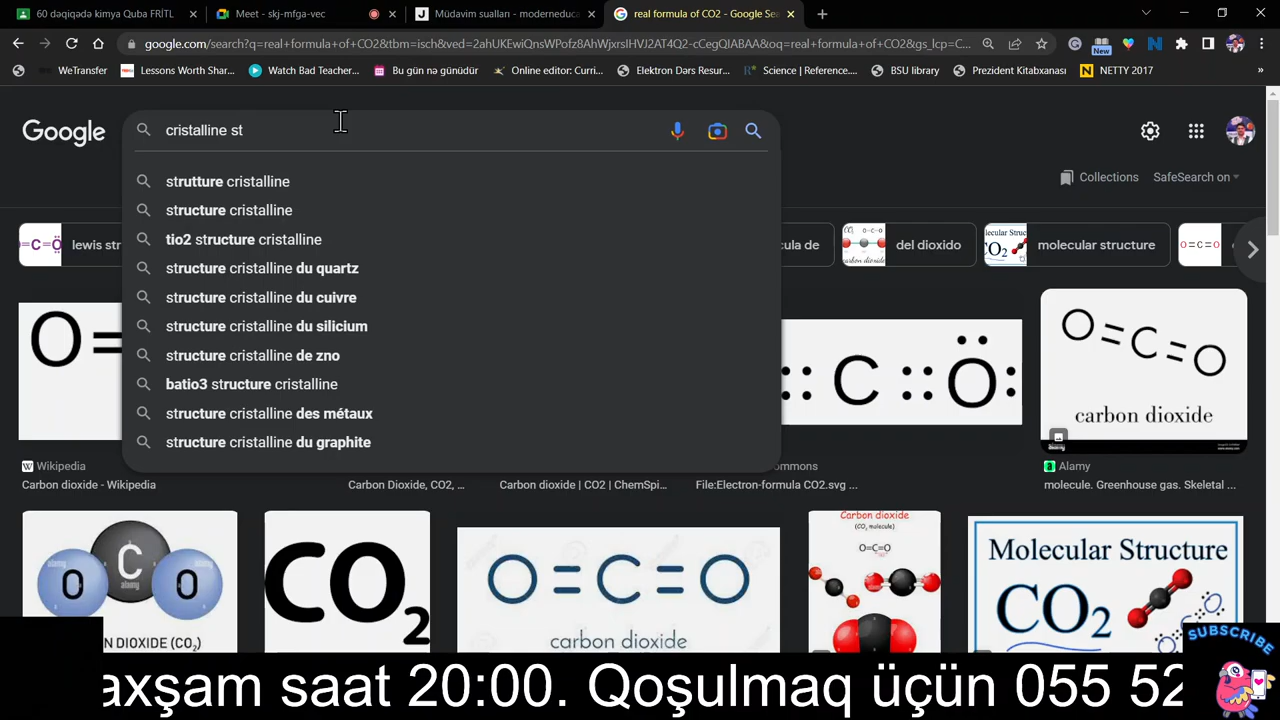 60 dəqiqədə kimya Quba FRİTL
Meet - skj-mfga-vec
Müdavim sualları - moderneduca
real formula of CO2 - Google Sea
google.com/search?q=real+formula+of+CO2&tbm=isch&ved=2ahUKEwiQnsWPofz8AhWjxrsIHVJ2AT4Q2-cCegQIABAA&oq=real+formula+of+CO2&gs_lcp=C...
New
WeTransfer
Lessons Worth Shar...
Watch Bad Teacher...
Bu gün nə günüdür
Online editor: Curri...
Elektron Dərs Resur...
Science | Reference....
BSU library
Prezident Kitabxanası
NETTY 2017
»
Google
cristalline st
Collections
SafeSearch on
strutture cristalline
structure cristalline
tio2 structure cristalline
structure cristalline du quartz
structure cristalline du cuivre
structure cristalline du silicium
structure cristalline de zno
batio3 structure cristalline
structure cristalline des métaux
structure cristalline du graphite
=C=Ö
lewis str
ula de
del dioxido
molecular structure
O=C=O
O=
:: C :: Ö:
O=C=O
carbon dioxide
Wikipedia
Carbon dioxide - Wikipedia
Carbon Dioxide, CO2, ...
Carbon dioxide | CO2 | ChemSpi...
ommons
File:Electron-formula CO2.svg ...
Alamy
molecule. Greenhouse gas. Skeletal ...
O C O
N DIOXIDE (CO₂)
CO₂
O=C=O
carbon dioxide
Carbon dioxide
(CO₂ molecule)
O=C=O
Molecular Structure
CO₂
axşam saat 20:00. Qoşulmaq üçün 055 52
SUBSCRIBE